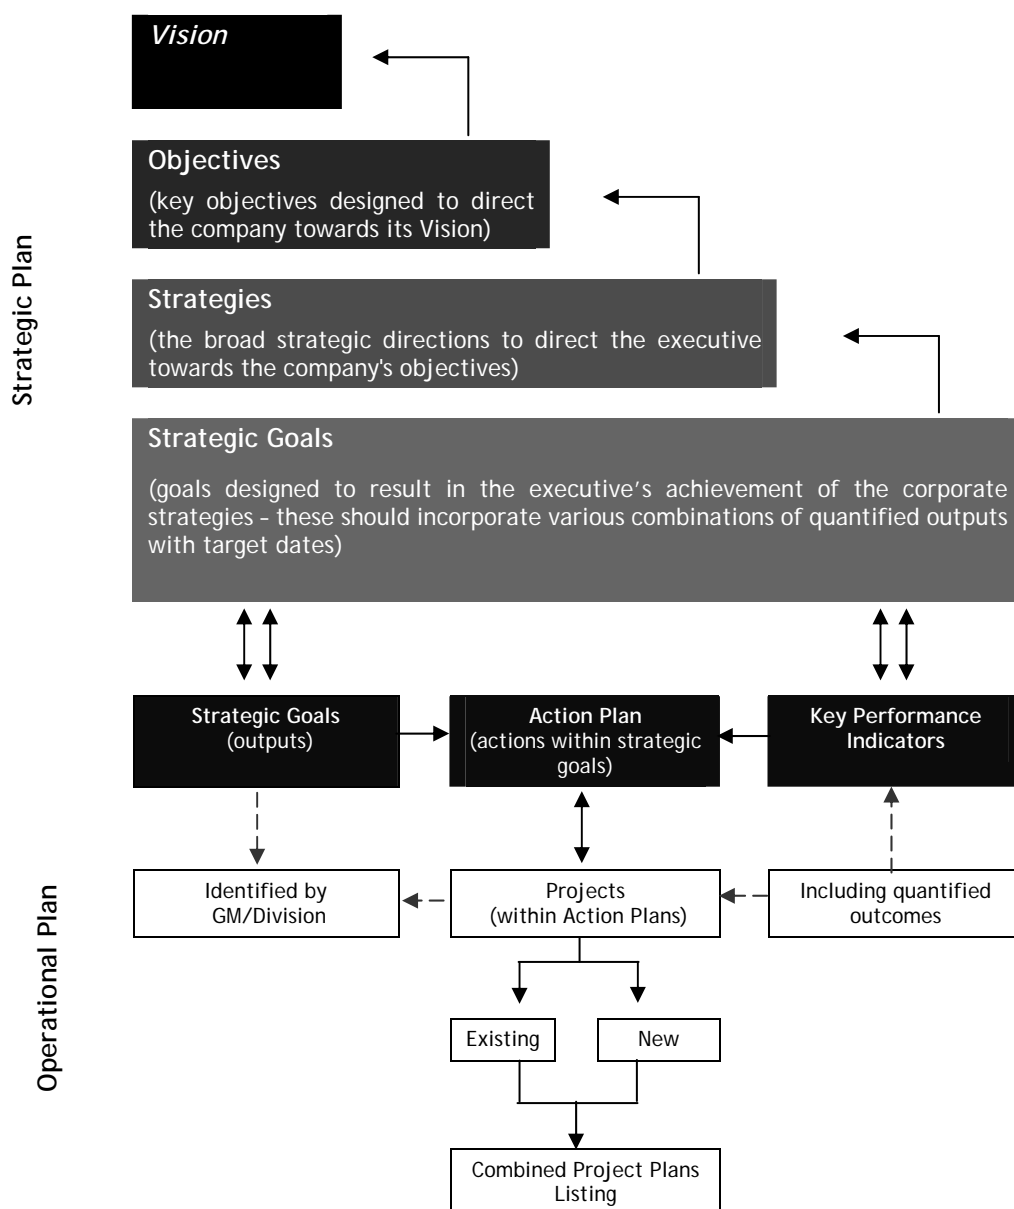 Vision
Objectives
(key objectives designed to direct
the company towards its Vision)
Strategic Plan
Strategies
(the broad strategic directions to direct the executive
towards the company's objectives)
Strategic Goals
(goals designed to result in the executive’s achievement of the corporate
strategies – these should incorporate various combinations of quantified outputs
with target dates)
Strategic Goals
(outputs)
Action Plan
(actions within strategic
goals)
Key Performance
Indicators
Operational Plan
Identified by
GM/Division
Projects
(within Action Plans)
Including quantified
outcomes
Existing
New
Combined Project Plans
Listing